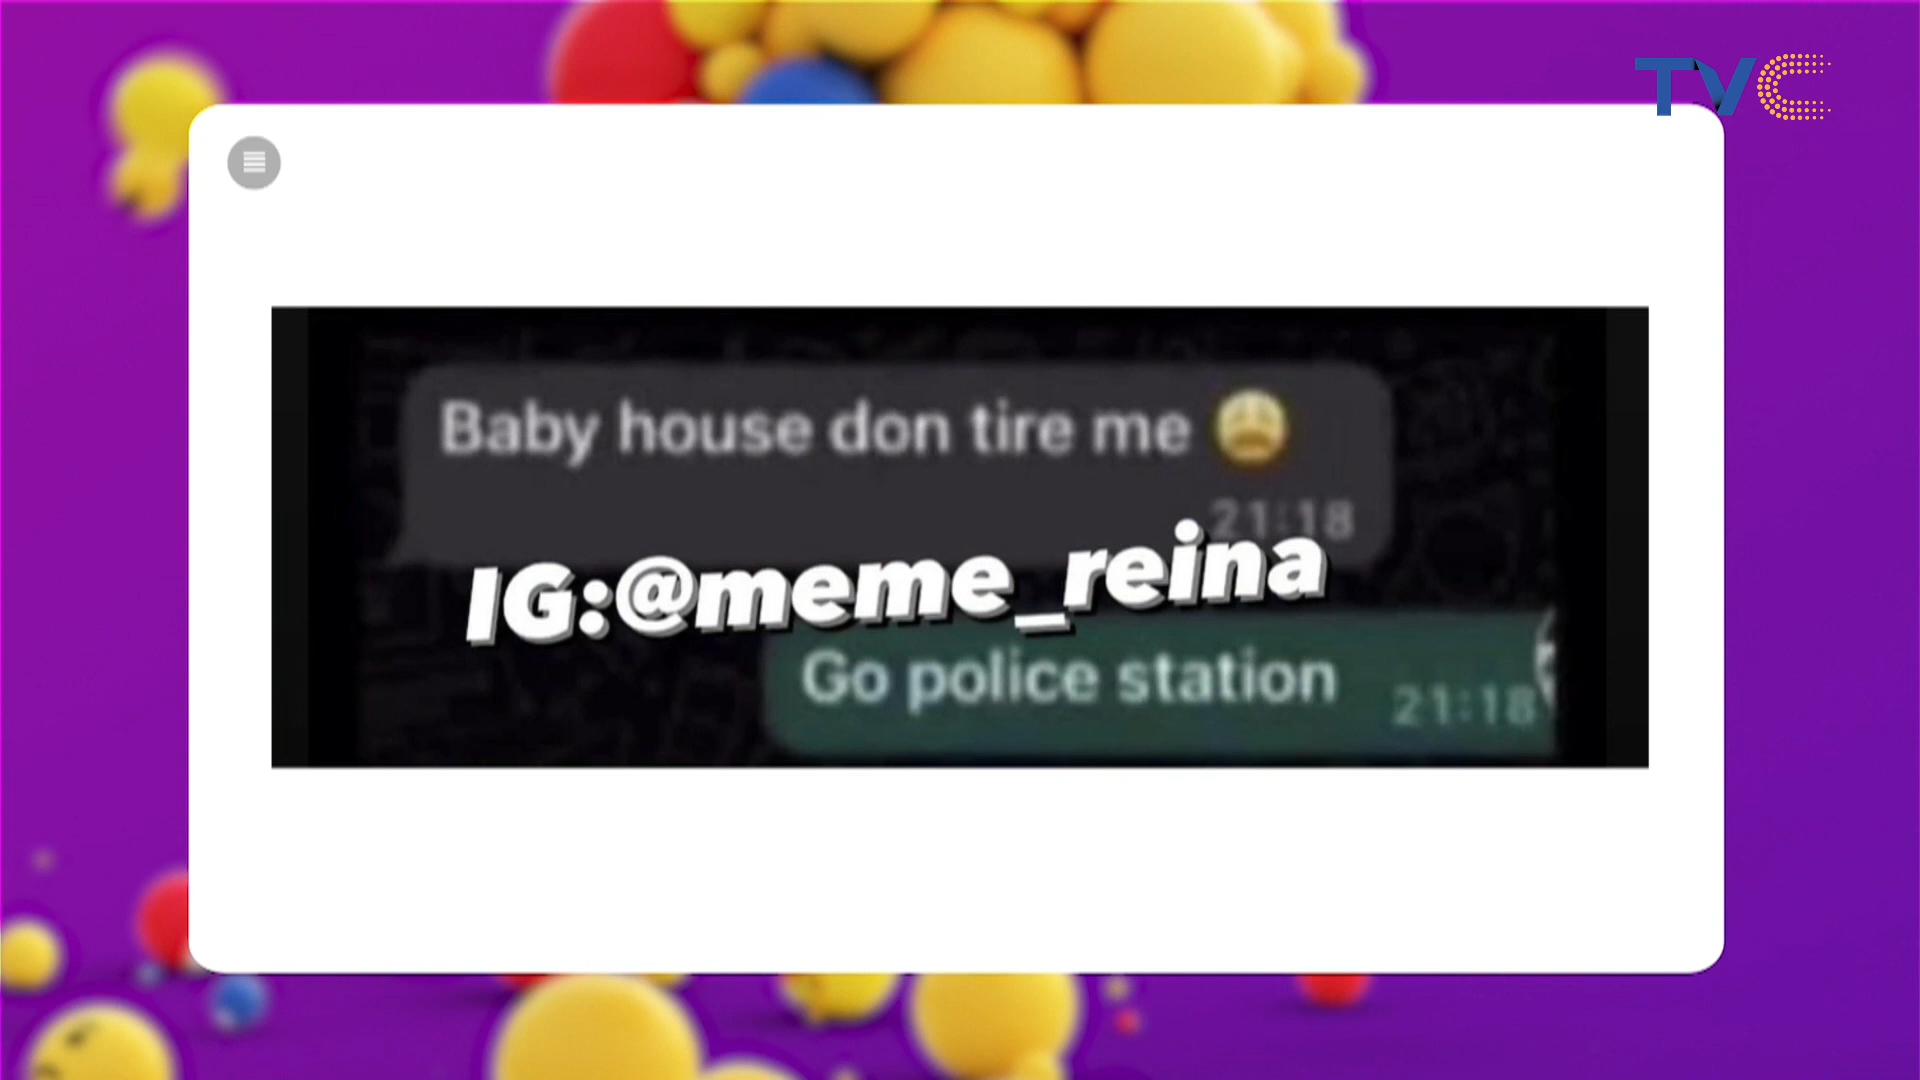 TVC
Baby house don tire me 😩
21:18
IG:@meme_reina
Go police station
21:18